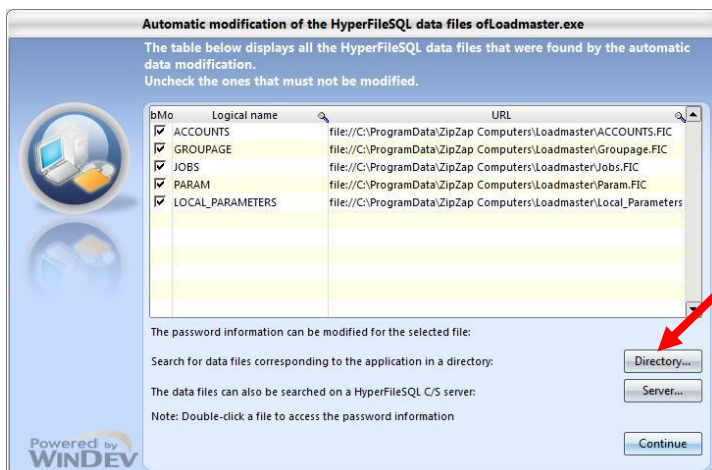 Automatic modification of the HyperFileSQL data files ofLoadmaster.exe
The table below displays all the HyperFileSQL data files that were found by the automatic
data modification.
Uncheck the ones that must not be modified.
bMo Logical name URL
ACCOUNTS file://C:\ProgramData\ZipZap Computers\Loadmaster\ACCOUNTS.FIC
GROUPAGE file://C:\ProgramData\ZipZap Computers\Loadmaster\Groupage.FIC
JOBS file://C:\ProgramData\ZipZap Computers\Loadmaster\Jobs.FIC
PARAM file://C:\ProgramData\ZipZap Computers\Loadmaster\Param.FIC
LOCAL_PARAMETERS file://C:\ProgramData\ZipZap Computers\Loadmaster\Local_Parameters
The password information can be modified for the selected file:
Search for data files corresponding to the application in a directory: Directory...
The data files can also be searched on a HyperFileSQL C/S server: Server...
Note: Double-click a file to access the password information
Continue
Powered by
WINDEV